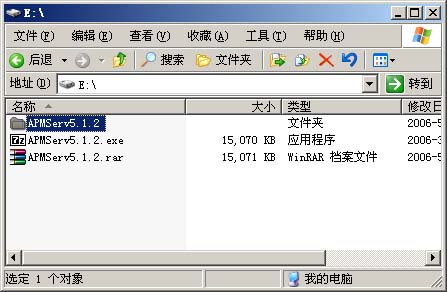 E:\
文件(F) 编辑(E) 查看(V) 收藏(A) 工具(T) 帮助(H)
后退 搜索 文件夹
地址(D) E:\ 转到
名称 大小 类型 修改日
APMServ5.1.2 文件夹 2006-5
APMServ5.1.2.exe 15,070 KB 应用程序 2006-3
APMServ5.1.2.rar 15,071 KB WinRAR 档案文件 2006-5
选定 1 个对象 我的电脑